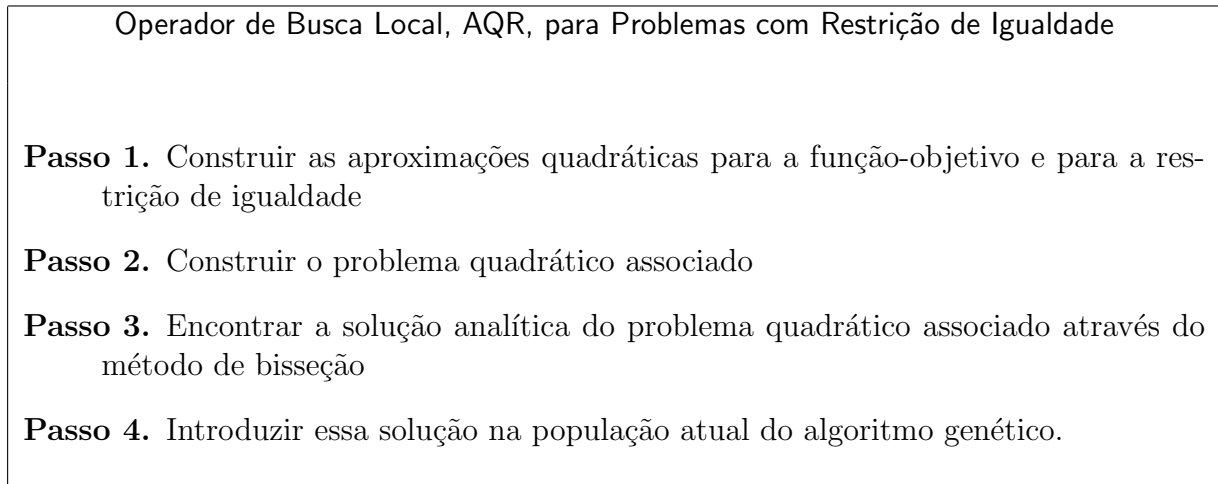 Operador de Busca Local, AQR, para Problemas com Restrição de Igualdade
Passo 1. Construir as aproximações quadráticas para a função-objetivo e para a res-
trição de igualdade
Passo 2. Construir o problema quadrático associado
Passo 3. Encontrar a solução analítica do problema quadrático associado através do
método de bisseção
Passo 4. Introduzir essa solução na população atual do algoritmo genético.